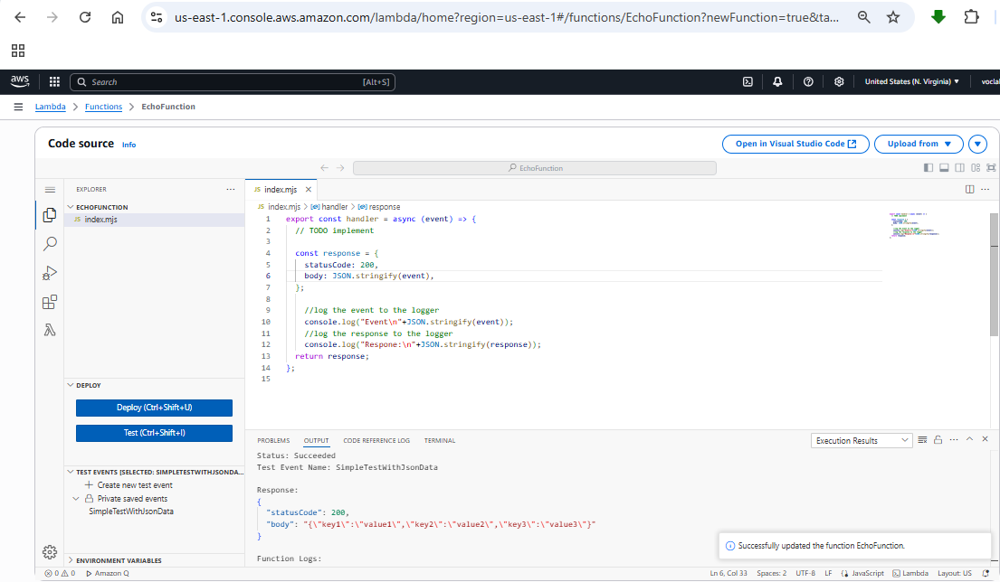 us-east-1.console.aws.amazon.com/lambda/home?region=us-east-1#/functions/EchoFunction?newFunction=true&ta...
aws
Search
[Alt+S]
United States (N. Virginia)
voclab
Lambda > Functions > EchoFunction
Code source Info
Open in Visual Studio Code
Upload from
EchoFunction
EXPLORER
ECHOFUNCTION
JS index.mjs
JS index.mjs
JS index.mjs > handler > response
1 export const handler = async (event) => {
2 // TODO implement
3
4 const response = {
5 statusCode: 200,
6 body: JSON.stringify(event),
7 };
8
9 //log the event to the logger
10 console.log("Event\n"+JSON.stringify(event));
11 //log the response to the logger
12 console.log("Respone:\n"+JSON.stringify(response));
13 return response;
14 };
15
DEPLOY
Deploy (Ctrl+Shift+U)
Test (Ctrl+Shift+I)
TEST EVENTS [SELECTED: SIMPLETESTWITHJSONDA...
Create new test event
Private saved events
SimpleTestWithJsonData
ENVIRONMENT VARIABLES
PROBLEMS
OUTPUT
CODE REFERENCE LOG
TERMINAL
Execution Results
Status: Succeeded
Test Event Name: SimpleTestWithJsonData
Response:
{
"statusCode": 200,
"body": "{\"key1\":\"value1\",\"key2\":\"value2\",\"key3\":\"value3\"}"
}
Function Logs:
Successfully updated the function EchoFunction.
0 0 Amazon Q
Ln 6, Col 33 Spaces: 2 UTF-8 LF JavaScript Lambda Layout: US